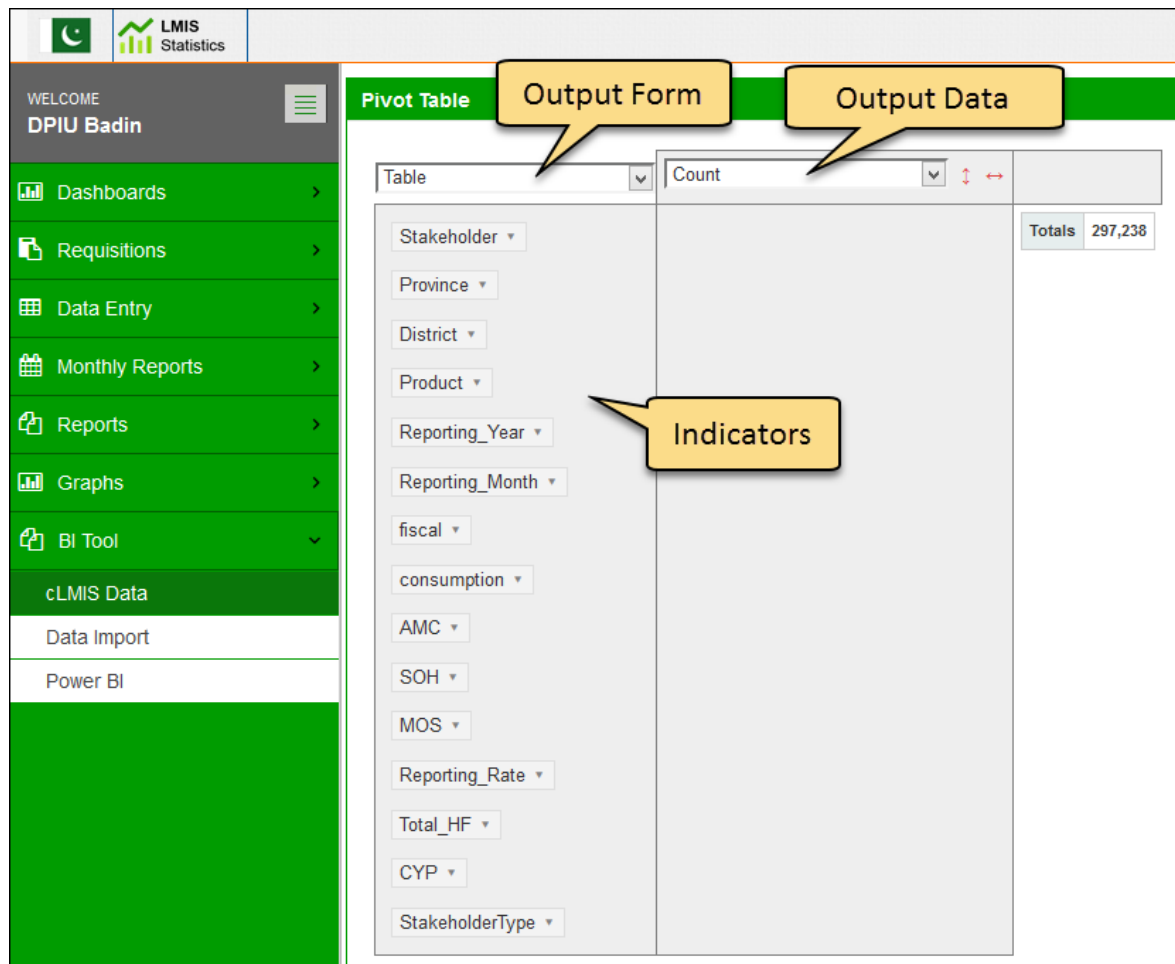 LMIS
Statistics
WELCOME
DPIU Badin
Dashboards
Requisitions
Data Entry
Monthly Reports
Reports
Graphs
BI Tool
cLMIS Data
Data Import
Power BI
Pivot Table
Output Form
Output Data
Table
Count
Stakeholder
Province
District
Product
Reporting_Year
Reporting_Month
fiscal
consumption
AMC
SOH
MOS
Reporting_Rate
Total_HF
CYP
StakeholderType
Indicators
Totals 297,238